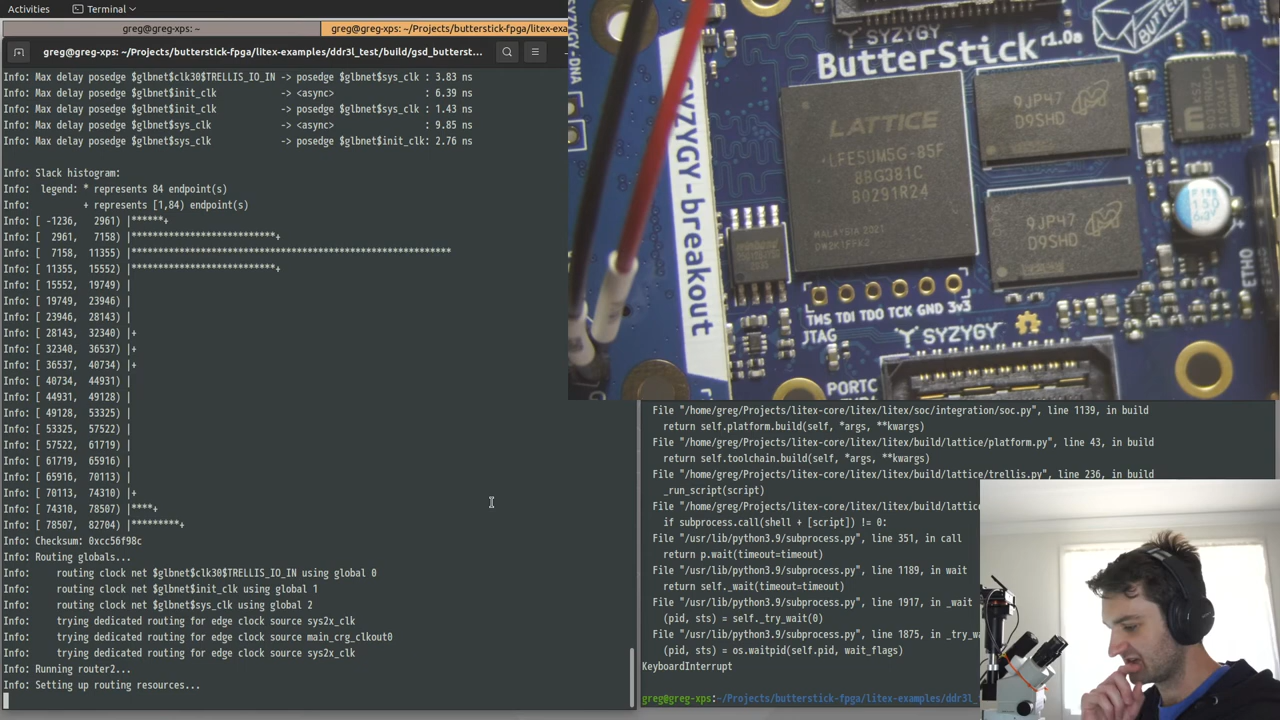 Activities
Terminal
greg@greg-xps: ~
greg@greg-xps: ~/Projects/butterstick-fpga/litex-exa
greg@greg-xps: ~/Projects/butterstick-fpga/litex-examples/ddr3l_test/build/gsd_butterst...
Info: Max delay posedge $glbnet$clk30$TRELLIS_IO_IN -> posedge $glbnet$sys_clk : 3.83 ns
Info: Max delay posedge $glbnet$init_clk -> <async> : 6.39 ns
Info: Max delay posedge $glbnet$init_clk -> posedge $glbnet$sys_clk : 1.43 ns
Info: Max delay posedge $glbnet$sys_clk -> <async> : 9.85 ns
Info: Max delay posedge $glbnet$sys_clk -> posedge $glbnet$init_clk: 2.76 ns
Info: Slack histogram:
Info: legend: * represents 84 endpoint(s)
Info: + represents [1,84) endpoint(s)
Info: [ -1236, 2961) |******+
Info: [ 2961, 7158) |***************************+
Info: [ 7158, 11355) |************************************************************
Info: [ 11355, 15552) |***************************+
Info: [ 15552, 19749) |
Info: [ 19749, 23946) |
Info: [ 23946, 28143) |
Info: [ 28143, 32340) |+
Info: [ 32340, 36537) |+
Info: [ 36537, 40734) |+
Info: [ 40734, 44931) |
Info: [ 44931, 49128) |
Info: [ 49128, 53325) |
Info: [ 53325, 57522) |
Info: [ 57522, 61719) |
Info: [ 61719, 65916) |
Info: [ 65916, 70113) |
Info: [ 70113, 74310) |+
Info: [ 74310, 78507) |****+
Info: [ 78507, 82704) |*********+
Info: Checksum: 0xcc56f98c
Info: Routing globals...
Info: routing clock net $glbnet$clk30$TRELLIS_IO_IN using global 0
Info: routing clock net $glbnet$init_clk using global 1
Info: routing clock net $glbnet$sys_clk using global 2
Info: trying dedicated routing for edge clock source sys2x_clk
Info: trying dedicated routing for edge clock source main_crg_clkout0
Info: trying dedicated routing for edge clock source sys2x_clk
Info: Running router2...
Info: Setting up routing resources...
SYZYGY
ButterStick r1.0a
SYZYGY-breakout
LATTICE
LFE5UM5G-85F
8BG381C
B0291R24
MALAYSIA 2021
9JP47
D9SHD
9JP47
D9SHD
TMS TDI TDO TCK GND 3v3
JTAG
SYZYGY
PORTC
ETH0
File "/home/greg/Projects/litex-core/litex/litex/soc/integration/soc.py", line 1139, in build
return self.platform.build(self, *args, **kwargs)
File "/home/greg/Projects/litex-core/litex/litex/build/lattice/platform.py", line 43, in build
return self.toolchain.build(self, *args, **kwargs)
File "/home/greg/Projects/litex-core/litex/litex/build/lattice/trellis.py", line 236, in build
_run_script(script)
File "/home/greg/Projects/litex-core/litex/litex/build/lattic
if subprocess.call(shell + [script]) != 0:
File "/usr/lib/python3.9/subprocess.py", line 351, in call
return p.wait(timeout=timeout)
File "/usr/lib/python3.9/subprocess.py", line 1189, in wait
return self._wait(timeout=timeout)
File "/usr/lib/python3.9/subprocess.py", line 1917, in _wait
(pid, sts) = self._try_wait(0)
File "/usr/lib/python3.9/subprocess.py", line 1875, in _try_w
(pid, sts) = os.waitpid(self.pid, wait_flags)
KeyboardInterrupt
greg@greg-xps:~/Projects/butterstick-fpga/litex-examples/ddr3l_